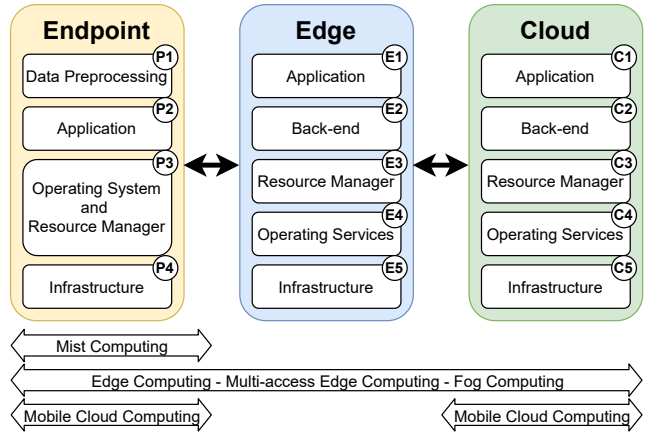 Endpoint
P1
Data Preprocessing
P2
Application
P3
Operating System
and
Resource Manager
P4
Infrastructure
Edge
E1
Application
E2
Back-end
E3
Resource Manager
E4
Operating Services
E5
Infrastructure
Cloud
C1
Application
C2
Back-end
C3
Resource Manager
C4
Operating Services
C5
Infrastructure
Mist Computing
Edge Computing - Multi-access Edge Computing - Fog Computing
Mobile Cloud Computing
Mobile Cloud Computing